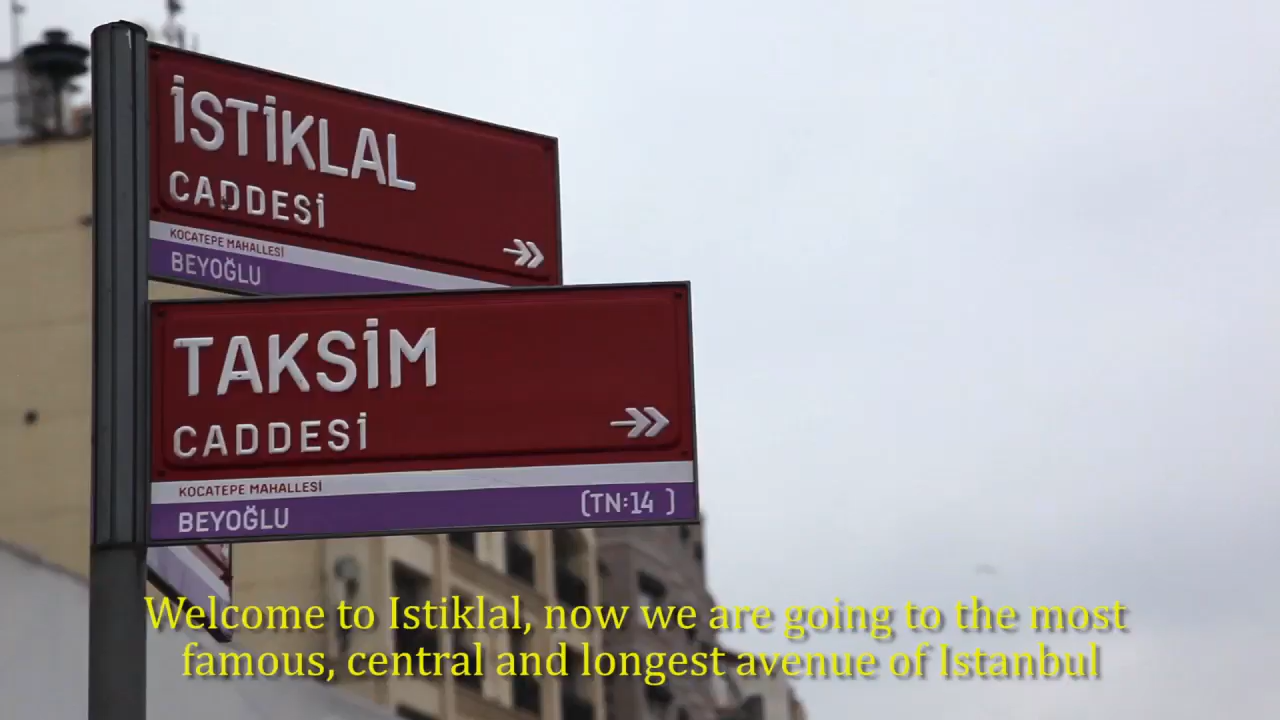 İSTİKLAL
CADDESİ
KOCATEPE MAHALLESİ
BEYOĞLU
TAKSİM
CADDESİ
KOCATEPE MAHALLESİ
BEYOĞLU (TN:14 )
Welcome to Istiklal, now we are going to the most
famous, central and longest avenue of Istanbul